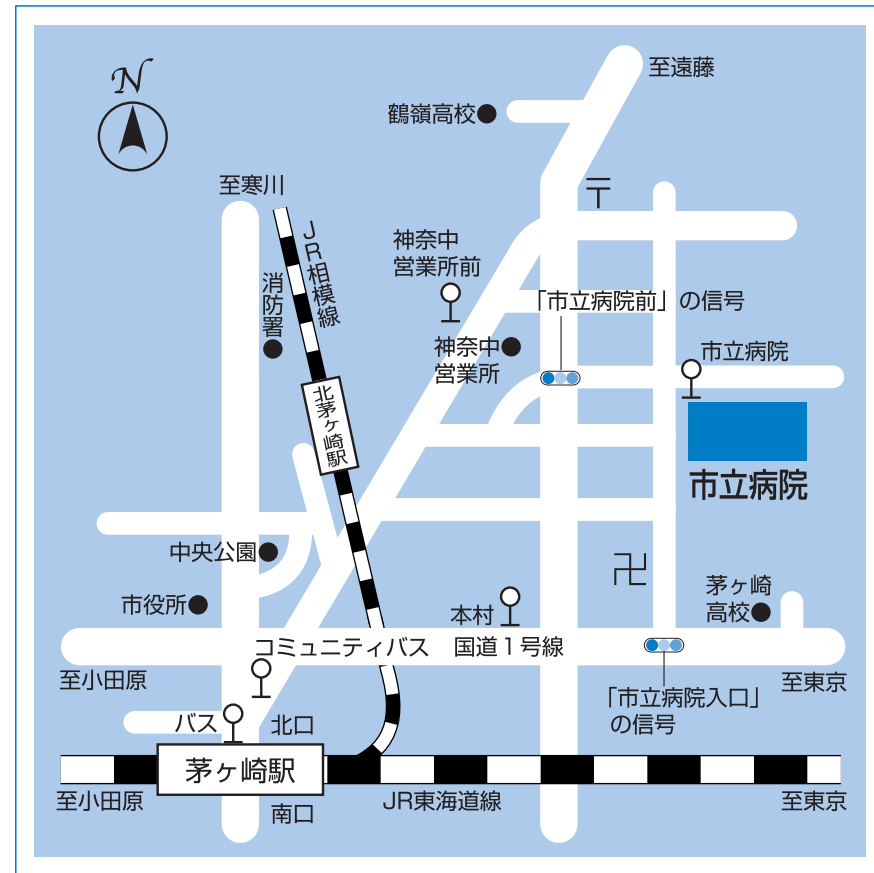 N
至遠藤
鶴嶺高校
至寒川
JR相模線
神奈中
営業所前
消防署
「市立病院前」の信号
神奈中
営業所
市立病院
北茅ヶ崎駅
市立病院
中央公園
市役所
本村
茅ヶ崎
高校
コミュニティバス
国道1号線
至小田原
至東京
「市立病院入口」
の信号
バス
北口
茅ヶ崎駅
至小田原
南口
JR東海道線
至東京